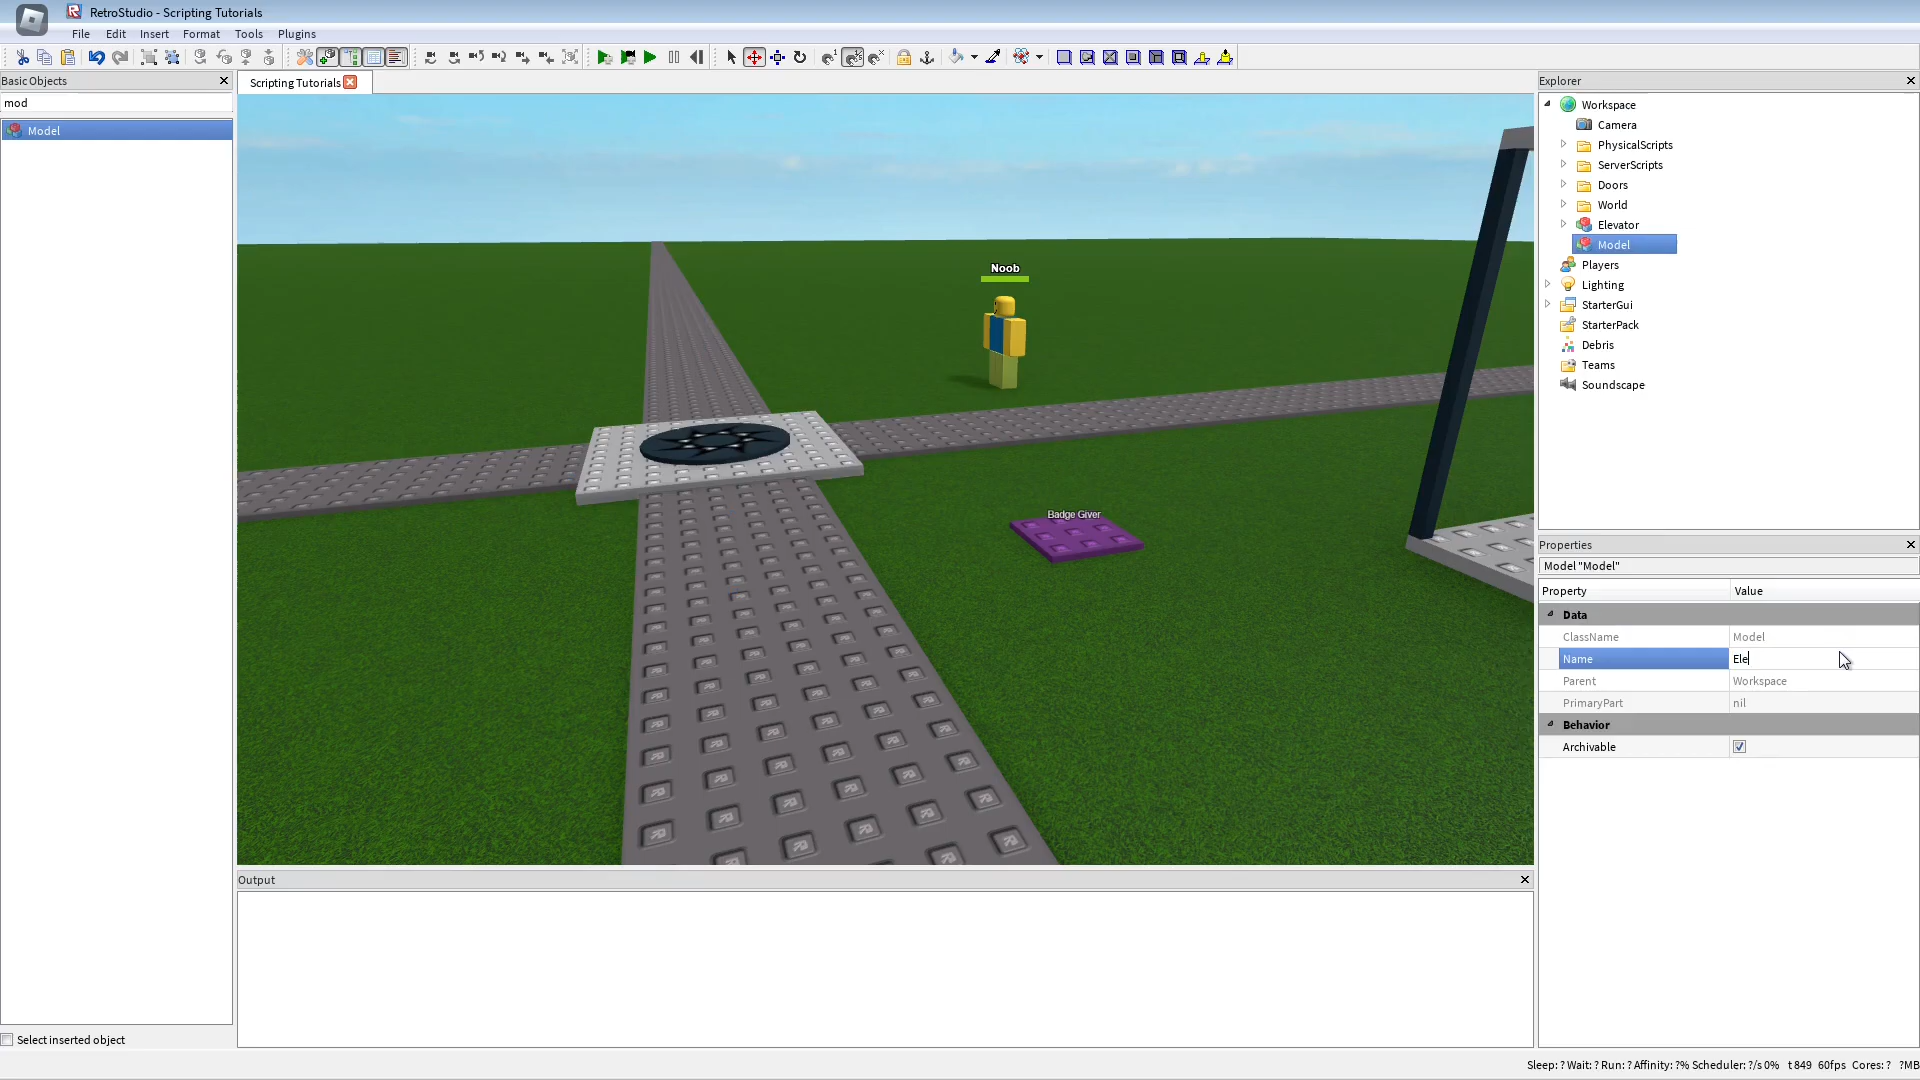 RetroStudio - Scripting Tutorials
File Edit Insert Format Tools Plugins
Basic Objects
mod
Model
Select inserted object
Scripting Tutorials
Noob
Badge Giver
Output
Explorer
Workspace
Camera
PhysicalScripts
ServerScripts
Doors
World
Elevator
Model
Players
Lighting
StarterGui
StarterPack
Debris
Teams
Soundscape
Properties
Model "Model"
Property Value
Data
ClassName Model
Name Ele
Parent Workspace
PrimaryPart nil
Behavior
Archivable
Sleep: ? Wait: ? Run: ? Affinity: ?% Scheduler: ?/s 0% t 849 60fps Cores: ? ?MB